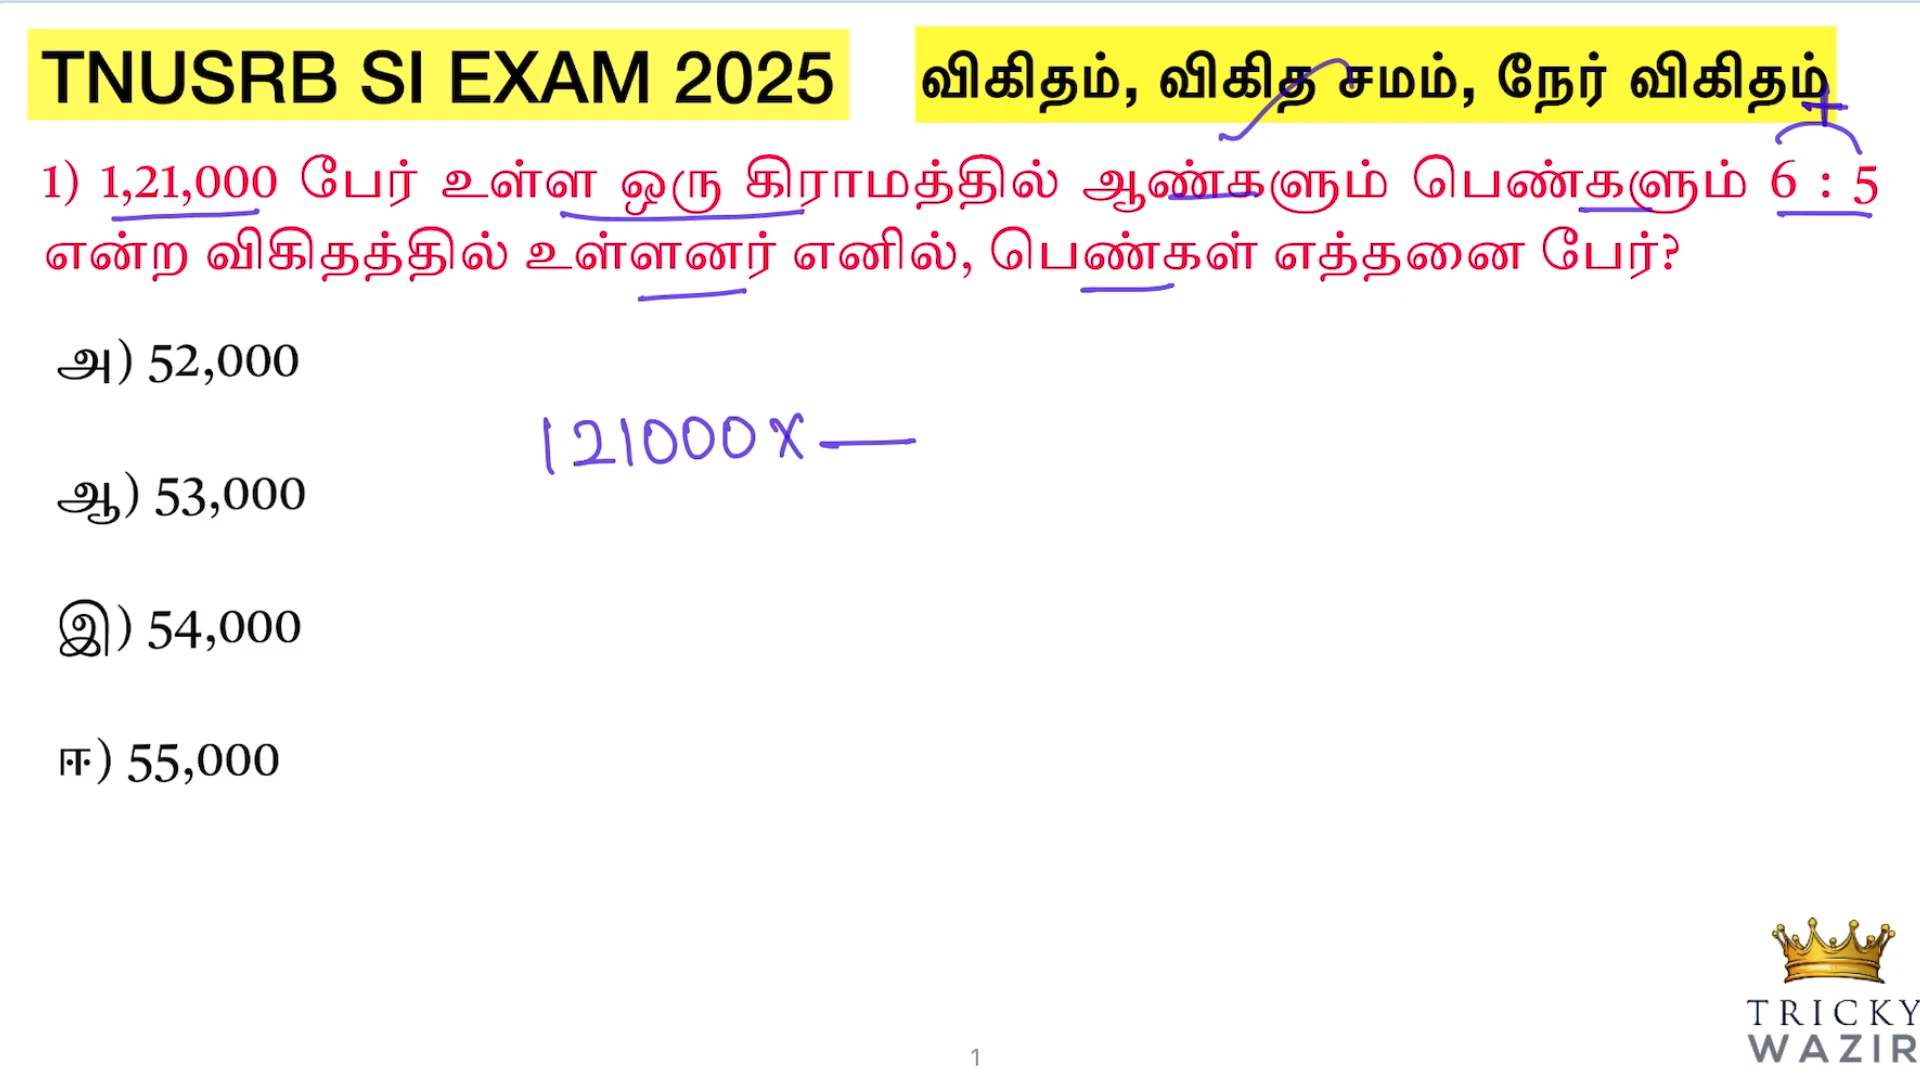 TNUSRB SI EXAM 2025
விகிதம், விகித சமம், நேர் விகிதம்
1) 1,21,000 பேர் உள்ள ஒரு கிராமத்தில் ஆண்களும் பெண்களும் 6 : 5
என்ற விகிதத்தில் உள்ளனர் எனில், பெண்கள் எத்தனை பேர்?
அ) 52,000
121000 x —
ஆ) 53,000
இ) 54,000
ஈ) 55,000
TRICKY
WAZIR
1